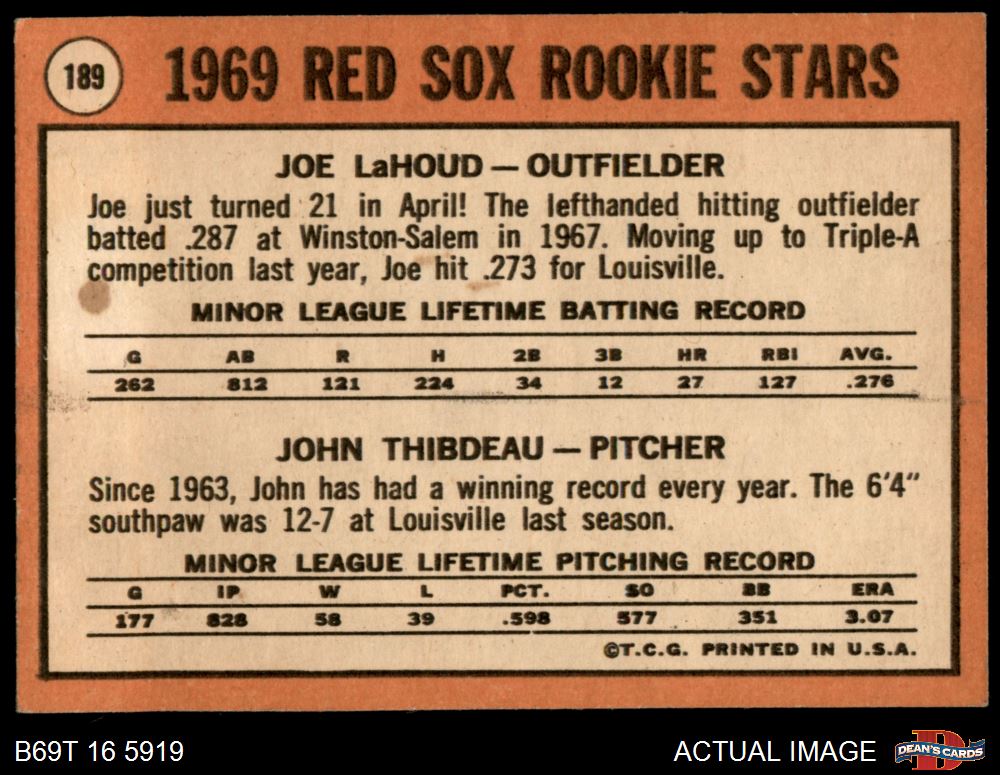 189
1969 RED SOX ROOKIE STARS
JOE LaHOUD — OUTFIELDER
Joe just turned 21 in April! The lefthanded hitting outfielder
batted .287 at Winston-Salem in 1967. Moving up to Triple-A
competition last year, Joe hit .273 for Louisville.
MINOR LEAGUE LIFETIME BATTING RECORD
G AB R H 2B 3B HR RBI AVG.
262 812 121 224 34 12 27 127 .276
JOHN THIBDEAU — PITCHER
Since 1963, John has had a winning record every year. The 6'4"
southpaw was 12-7 at Louisville last season.
MINOR LEAGUE LIFETIME PITCHING RECORD
G IP W L PCT. SO BB ERA
177 828 58 39 .598 577 351 3.07
©T.C.G. PRINTED IN U.S.A.
B69T 16 5919
ACTUAL IMAGE
D
DEAN'S CARDS